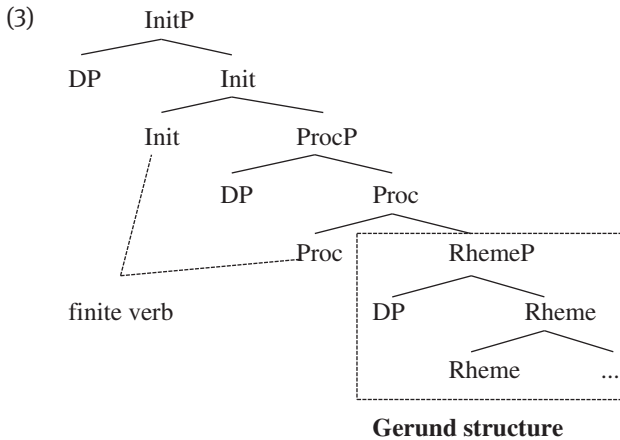 (3) InitP
DP Init
Init ProcP
DP Proc
Proc RhemeP
finite verb DP Rheme
Rheme ...
Gerund structure